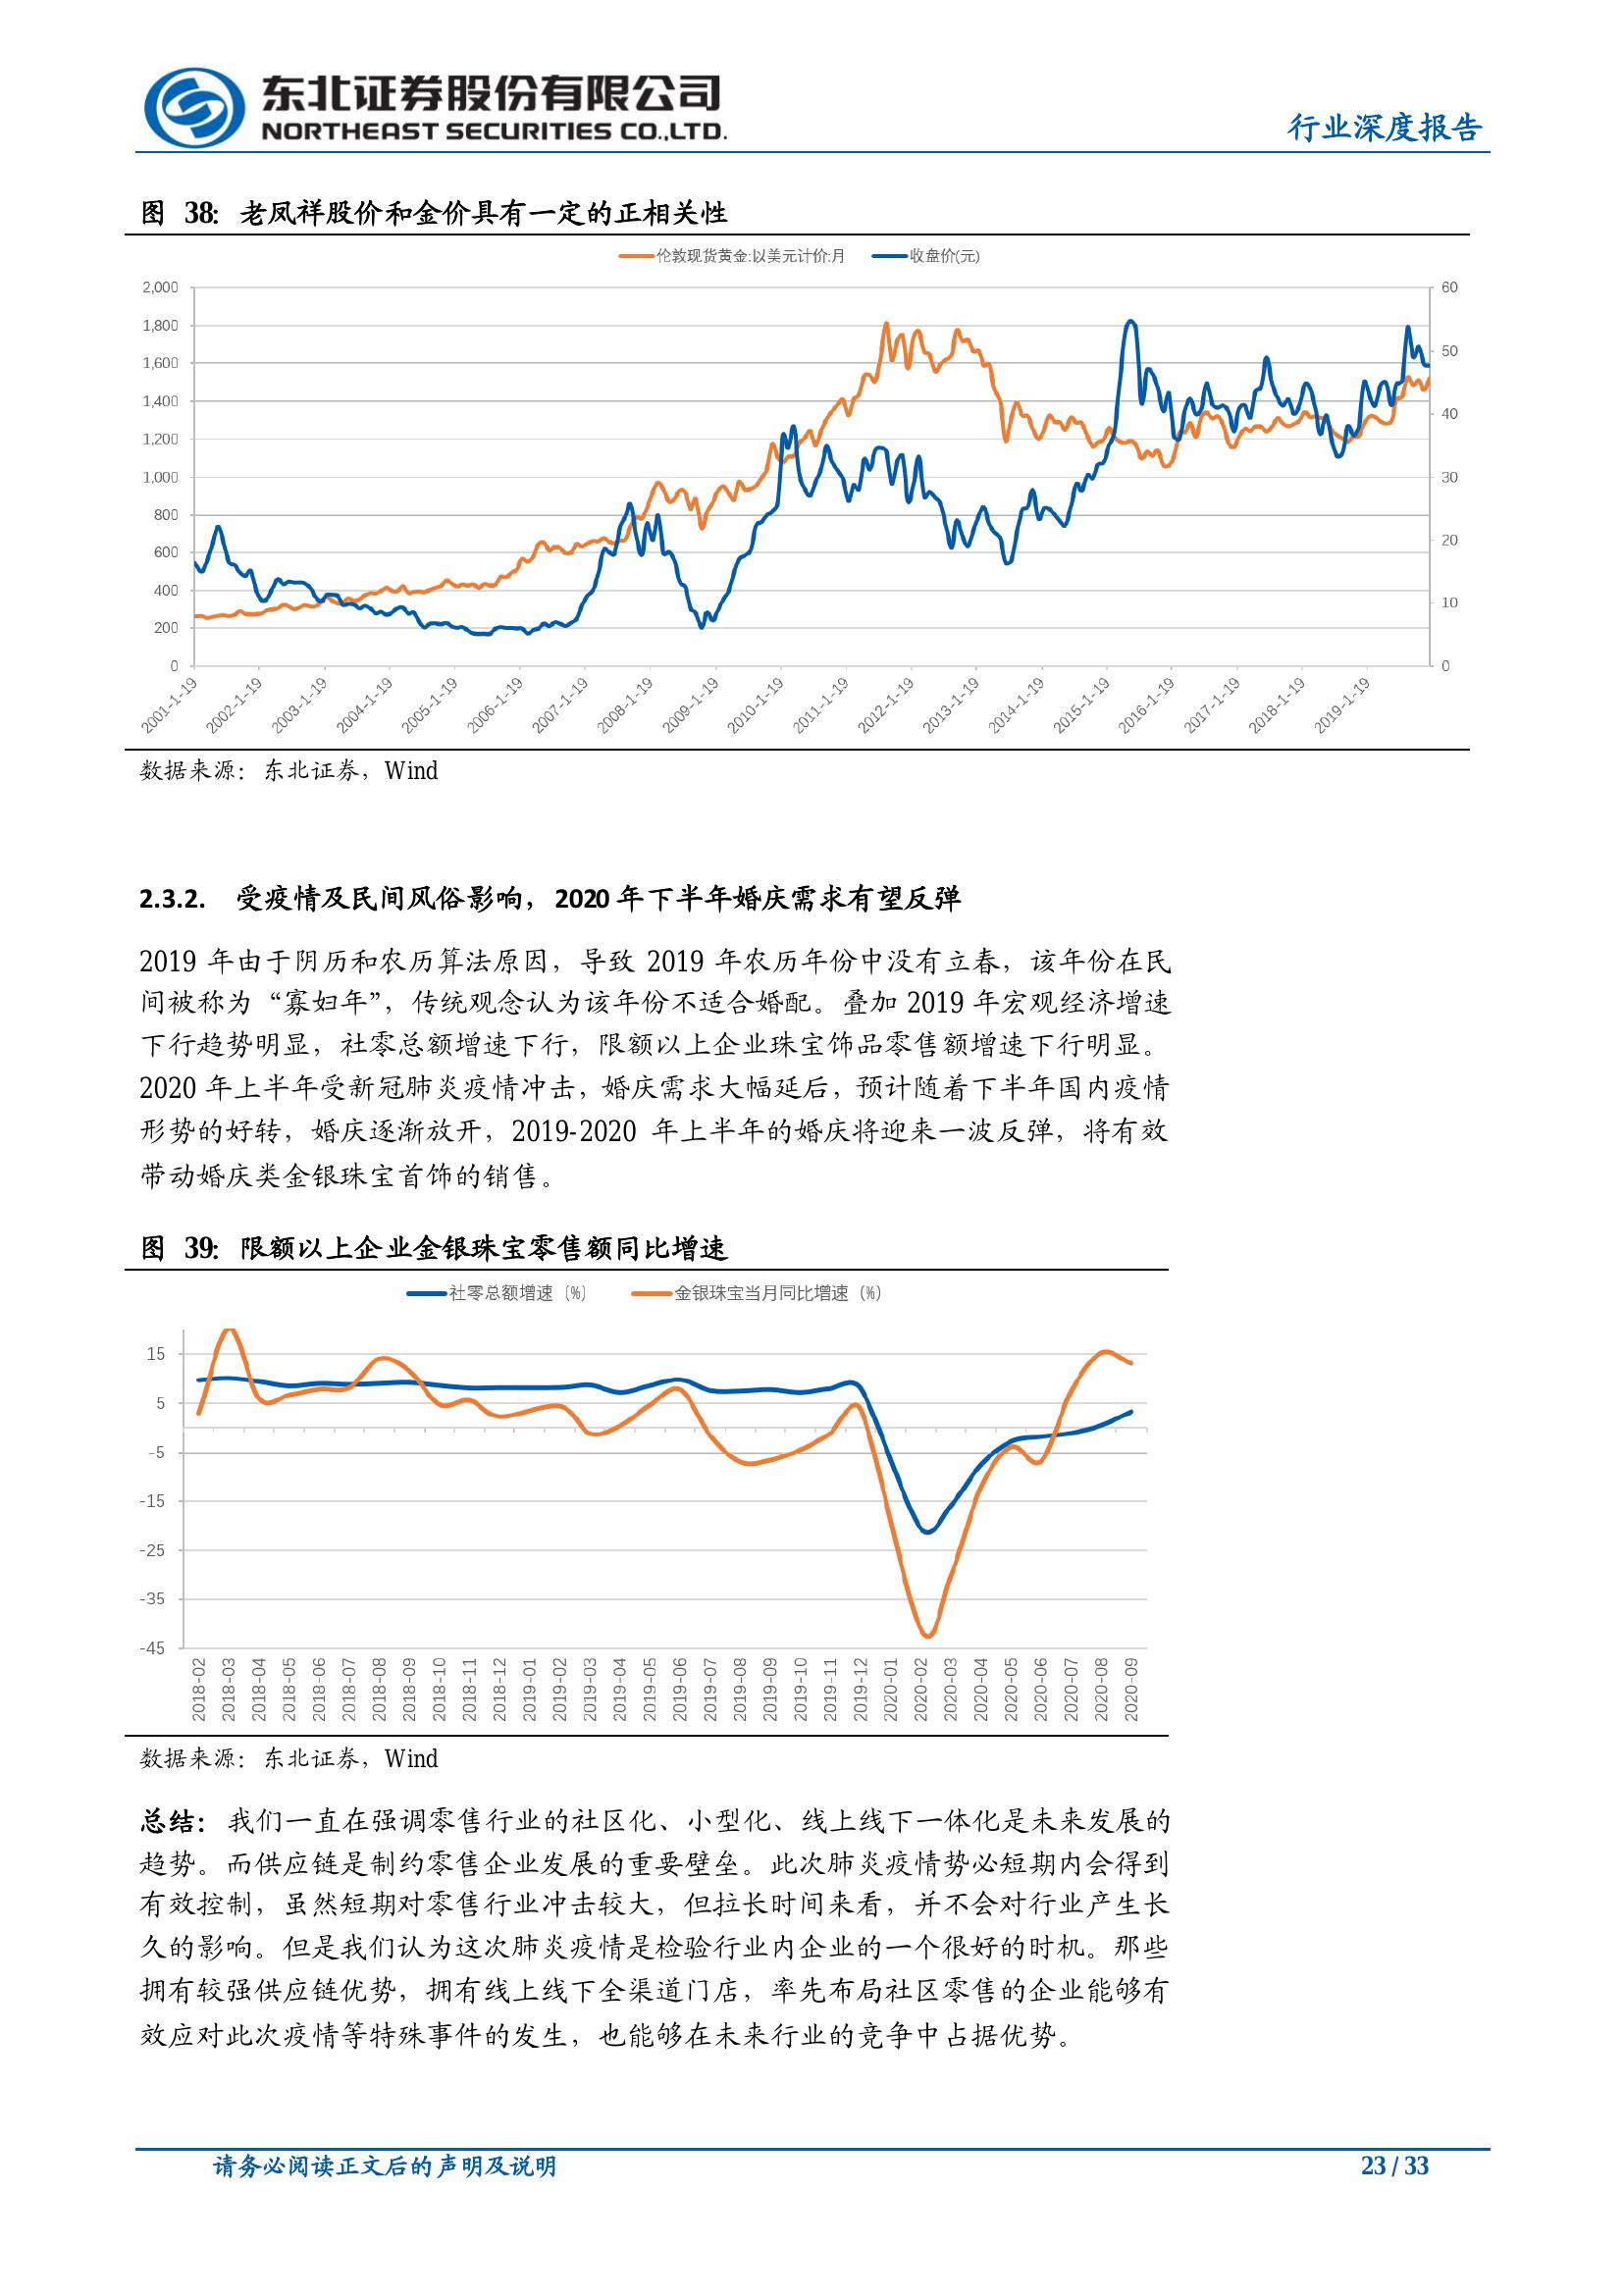 东北证券股份有限公司
NORTHEAST SECURITIES CO.,LTD.
行业深度报告
图 38: 老凤祥股价和金价具有一定的正相关性
伦敦现货黄金:以美元计价:月 收盘价(元)
2,000
1,800
1,600
1,400
1,200
1,000
800
600
400
200
0
60
50
40
30
20
10
0
2001-1-19 2002-1-19 2003-1-19 2004-1-19 2005-1-19 2006-1-19 2007-1-19 2008-1-19 2009-1-19 2010-1-19 2011-1-19 2012-1-19 2013-1-19 2014-1-19 2015-1-19 2016-1-19 2017-1-19 2018-1-19 2019-1-19
数据来源:东北证券,Wind
2.3.2. 受疫情及民间风俗影响,2020 年下半年婚庆需求有望反弹
2019 年由于阴历和农历算法原因,导致 2019 年农历年份中没有立春,该年份在民
间被称为“寡妇年”,传统观念认为该年份不适合婚配。叠加 2019 年宏观经济增速
下行趋势明显,社零总额增速下行,限额以上企业珠宝饰品零售额增速下行明显。
2020 年上半年受新冠肺炎疫情冲击,婚庆需求大幅延后,预计随着下半年国内疫情
形势的好转,婚庆逐渐放开,2019-2020 年上半年的婚庆将迎来一波反弹,将有效
带动婚庆类金银珠宝首饰的销售。
图 39: 限额以上企业金银珠宝零售额同比增速
社零总额增速(%) 金银珠宝当月同比增速(%)
15
5
-5
-15
-25
-35
-45
2018-02 2018-03 2018-04 2018-05 2018-06 2018-07 2018-08 2018-09 2018-10 2018-11 2018-12 2019-01 2019-02 2019-03 2019-04 2019-05 2019-06 2019-07 2019-08 2019-09 2019-10 2019-11 2019-12 2020-01 2020-02 2020-03 2020-04 2020-05 2020-06 2020-07 2020-08 2020-09
数据来源:东北证券,Wind
总结:我们一直在强调零售行业的社区化、小型化、线上线下一体化是未来发展的
趋势。而供应链是制约零售企业发展的重要壁垒。此次肺炎疫情势必短期内会得到
有效控制,虽然短期对零售行业冲击较大,但拉长时间来看,并不会对行业产生长
久的影响。但是我们认为这次肺炎疫情是检验行业内企业的一个很好的时机。那些
拥有较强供应链优势,拥有线上线下全渠道门店,率先布局社区零售的企业能够有
效应对此次疫情等特殊事件的发生,也能够在未来行业的竞争中占据优势。
请务必阅读正文后的声明及说明
23 / 33